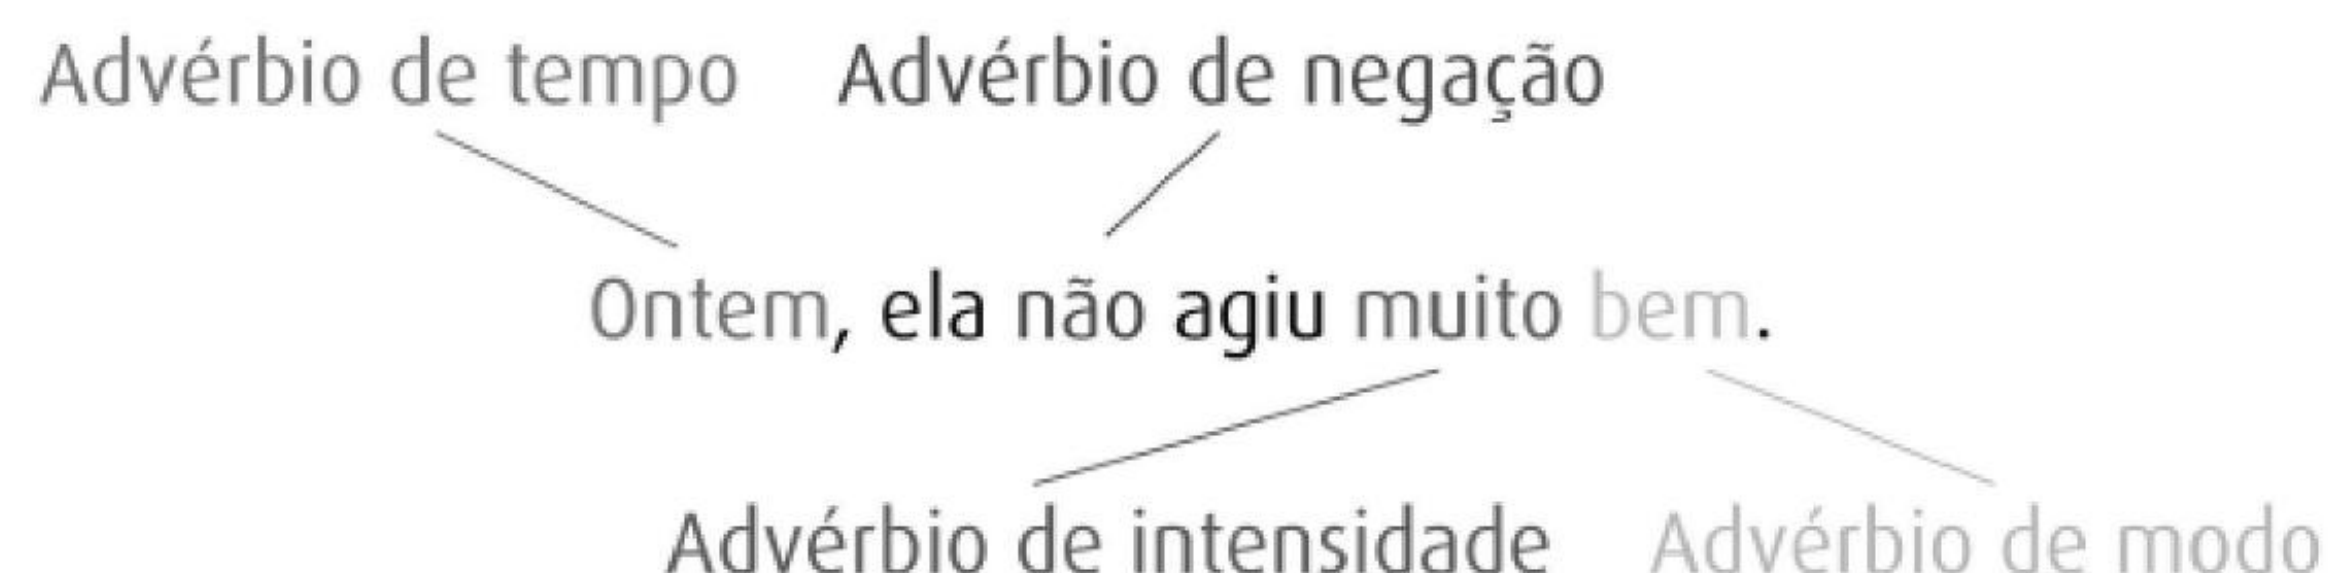 Advérbio de tempo Advérbio de negação
Ontem, ela não agiu muito bem.
Advérbio de intensidade Advérbio de modo